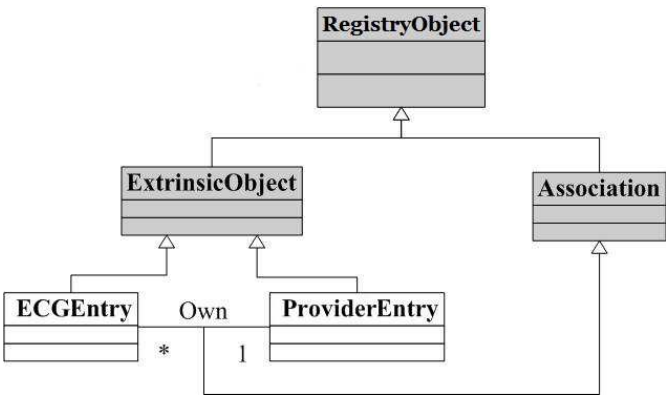 RegistryObject
ExtrinsicObject
Association
ECGEntry
Own
ProviderEntry
*
1